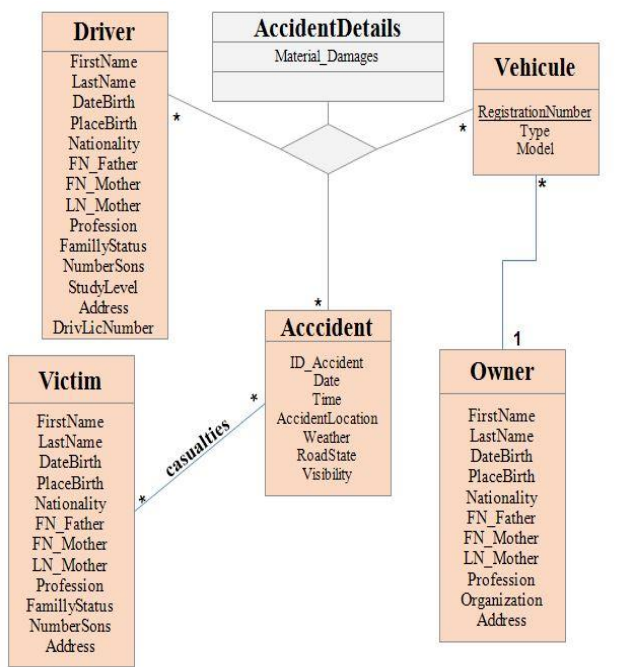 Driver
FirstName
LastName
DateBirth
PlaceBirth
Nationality
FN_Father
FN_Mother
LN_Mother
Profession
FamillyStatus
NumberSons
StudyLevel
Address
DrivLicNumber
*
AccidentDetails
Material_Damages
Vehicule
RegistrationNumber
Type
Model
*
*
*
Acccident
ID_Accident
Date
Time
AccidentLocation
Weather
RoadState
Visibility
*
casualties
*
Victim
FirstName
LastName
DateBirth
PlaceBirth
Nationality
FN_Father
FN_Mother
LN_Mother
Profession
FamillyStatus
NumberSons
Address
1
Owner
FirstName
LastName
DateBirth
PlaceBirth
Nationality
FN_Father
FN_Mother
LN_Mother
Profession
Organization
Address